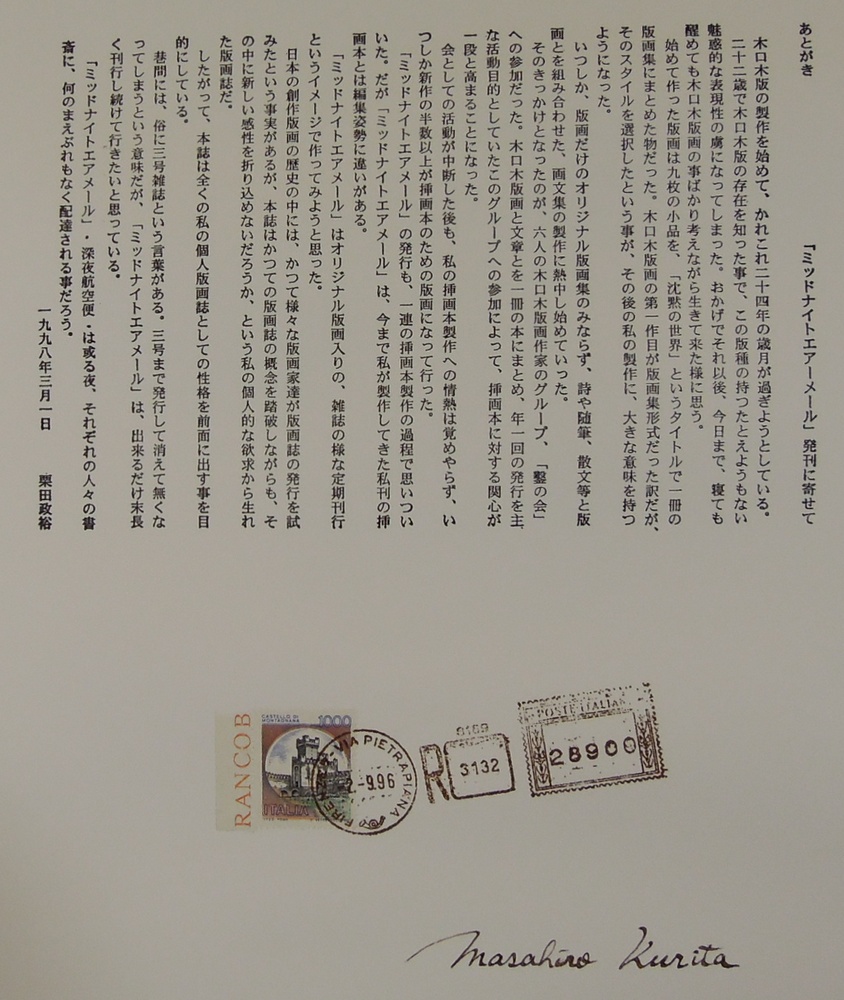 あとがき
「ミッドナイトエアーメール」発刊に寄せて
木口木版の製作を始めて、かれこれ二十四年の歳月が過ぎようとしている。
二十二歳で木口木版の存在を知った事で、この版種の持つたとえようもない
魅惑的な表現性の虜になってしまった。おかげでそれ以後、今日まで、寝ても
醒めても木口木版画の事ばかり考えながら生きて来た様に思う。
始めて作った版画は九枚の小品を、「沈黙の世界」というタイトルで一冊の
版画集にまとめた物だった。木口木版画の第一作目が版画集形式だった訳だが、
そのスタイルを選択したという事が、その後の私の製作に、大きな意味を持つ
ようになった。
いつしか、版画だけのオリジナル版画集のみならず、詩や随筆、散文等と版
画とを組み合わせた、画文集の製作に熱中し始めていった。
そのきっかけとなったのが、六人の木口木版画作家のグループ、「鑿の会」
への参加だった。木口木版画と文章とを一冊の本にまとめ、年一回の発行を主
な活動目的としていたこのグループへの参加によって、挿画本に対する関心が
一段と高まることになった。
会としての活動が中断した後も、私の挿画本製作への情熱は覚めやらず、い
つしか新作の半数以上が挿画本のための版画になって行った。
「ミッドナイトエアメール」の発行も、一連の挿画本製作の過程で思いつい
いた。だが「ミッドナイトエアメール」は、今まで私が製作してきた私刊の挿
画本とは編集姿勢に違いがある。
「ミッドナイトエアメール」はオリジナル版画入りの、雑誌の様な定期刊行
というイメージで作ってみようと思った。
日本の創作版画の歴史の中には、かつて様々な版画家達が版画誌の発行を試
みたという事実があるが、本誌はかつての版画誌の概念を踏破しながらも、そ
の中に新しい感性を折り込めないだろうか、という私の個人的な欲求から生れ
た版画誌だ。
したがって、本誌は全くの私の個人版画誌としての性格を前面に出す事を目
的にしている。
巷間には、俗に三号雑誌という言葉がある。三号まで発行して消えて無くな
ってしまうという意味だが、「ミッドナイトエアメール」は、出来るだけ末長
く刊行し続けて行きたいと思っている。
「ミッドナイトエアメール」・深夜航空便・は或る夜、それぞれの人々の書
斎に、何のまえぶれもなく配達される事だろう。
一九九八年三月一日　栗田政裕
RANCOB
CASTELLO DI
MONTAGNANA
1000
ITALIA
VIA PIETRAPIANA
-9.96
FIRENZE
R
3132
POSTE ITALIANE
28900
Masahiro Kurita